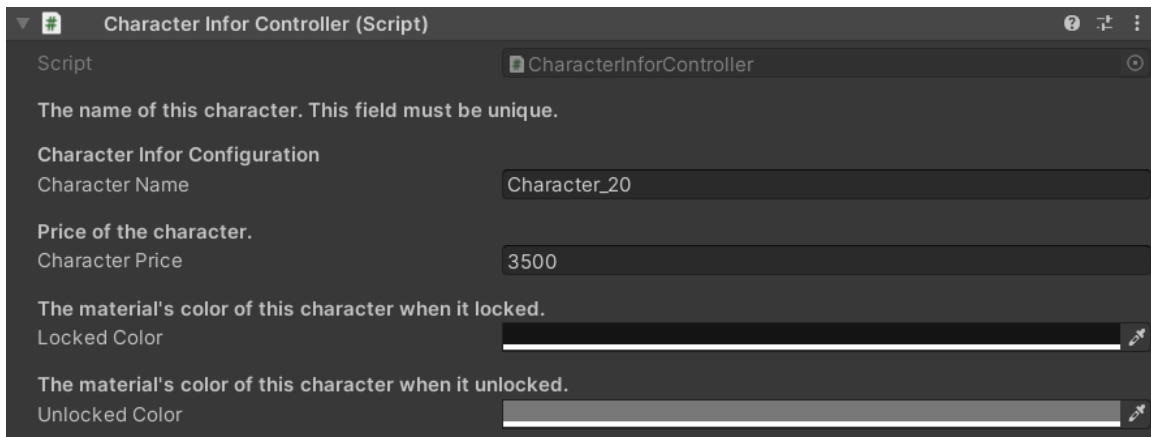 Character Infor Controller (Script)
Script CharacterInforController
The name of this character. This field must be unique.
Character Infor Configuration
Character Name Character_20
Price of the character.
Character Price 3500
The material's color of this character when it locked.
Locked Color
The material's color of this character when it unlocked.
Unlocked Color